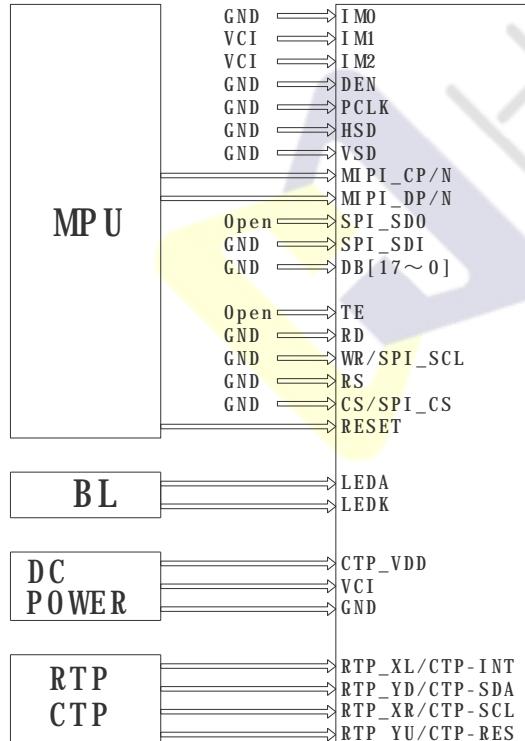 GND IM0
VCI IM1
VCI IM2
GND DEN
GND PCLK
GND HSD
GND VSD
MIPI_CP/N
MIPI_DP/N
MPU
Open SPI_SDO
GND SPI_SDI
GND DB[17~0]
Open TE
GND RD
GND WR/SPI_SCL
GND RS
GND CS/SPI_CS
RESET
BL
LEDA
LEDK
DC
POWER
CTP_VDD
VCI
GND
RTP
CTP
RTP_XL/CTP-INT
RTP_YD/CTP-SDA
RTP_XR/CTP-SCL
RTP_YU/CTP-RES